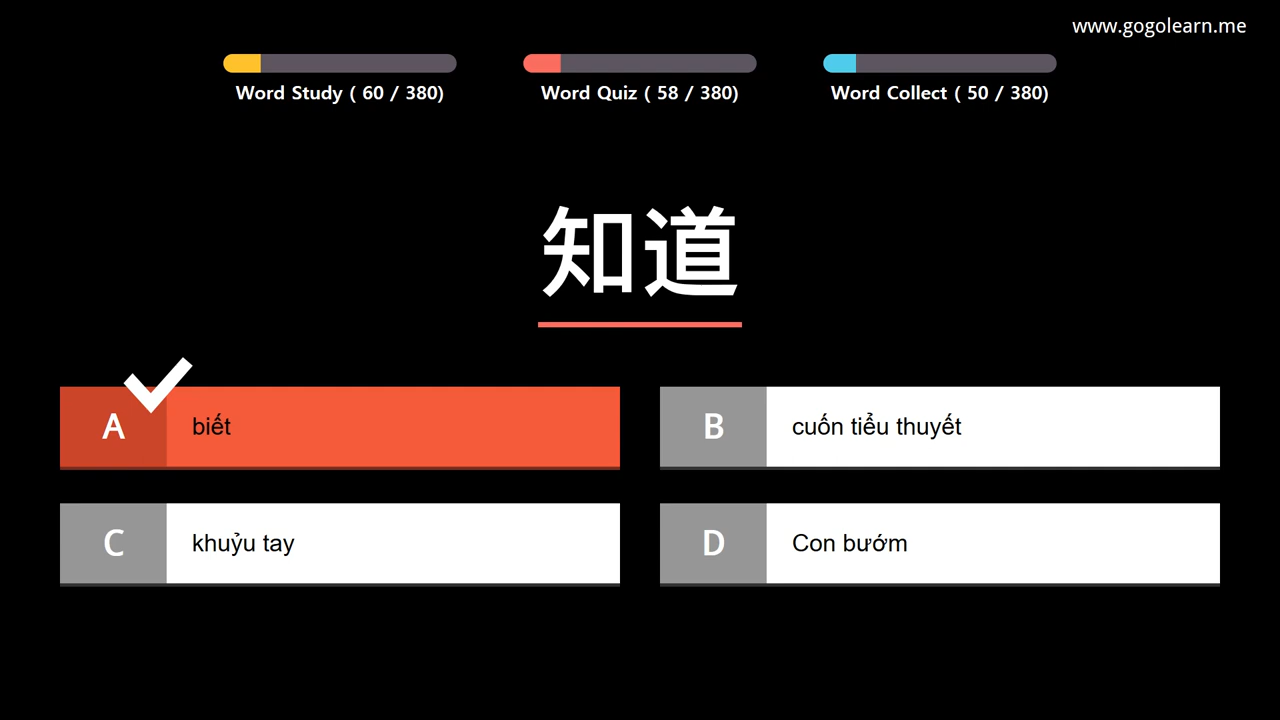 www.gogolearn.me
Word Study ( 60 / 380)
Word Quiz ( 58 / 380)
Word Collect ( 50 / 380)
知道
A biết
B cuốn tiểu thuyết
C khuỷu tay
D Con bướm